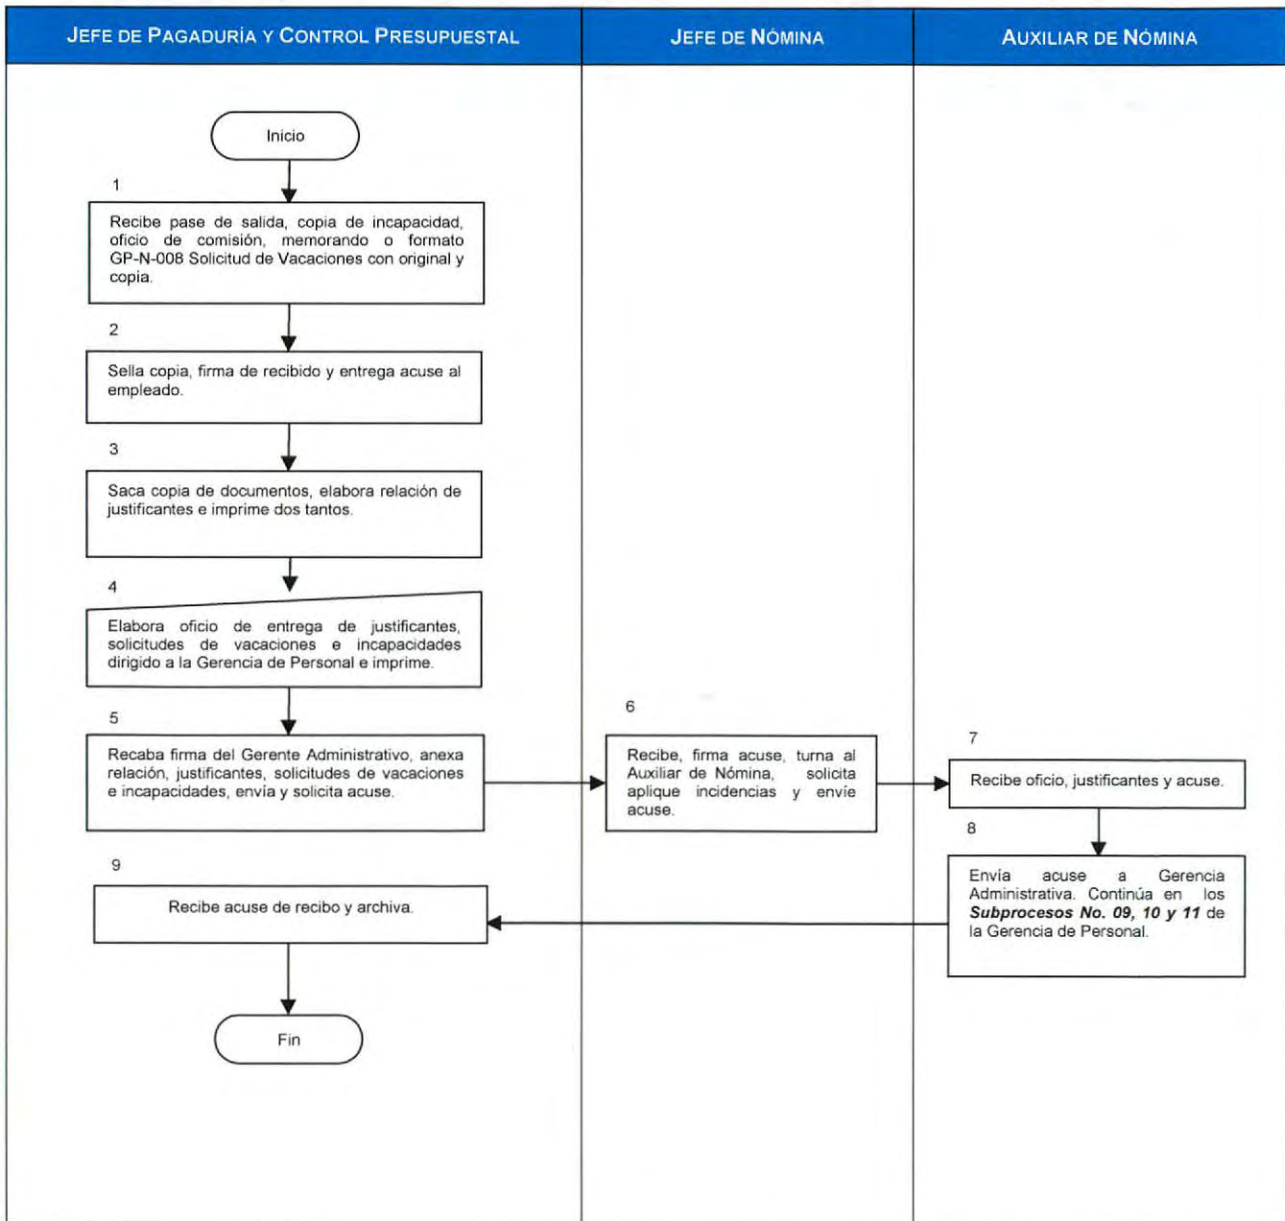 JEFE DE PAGADURÍA Y CONTROL PRESUPUESTAL
JEFE DE NÓMINA
AUXILIAR DE NÓMINA
Inicio
1
Recibe pase de salida, copia de incapacidad,
oficio de comisión, memorando o formato
GP-N-008 Solicitud de Vacaciones con original y
copia.
2
Sella copia, firma de recibido y entrega acuse al
empleado.
3
Saca copia de documentos, elabora relación de
justificantes e imprime dos tantos.
4
Elabora oficio de entrega de justificantes,
solicitudes de vacaciones e incapacidades
dirigido a la Gerencia de Personal e imprime.
5
Recaba firma del Gerente Administrativo, anexa
relación, justificantes, solicitudes de vacaciones
e incapacidades, envía y solicita acuse.
6
Recibe, firma acuse, turna al
Auxiliar de Nómina, solicita
aplique incidencias y envíe
acuse.
7
Recibe oficio, justificantes y acuse.
8
Envía acuse a Gerencia
Administrativa. Continúa en los
Subprocesos No. 09, 10 y 11 de
la Gerencia de Personal.
9
Recibe acuse de recibo y archiva.
Fin